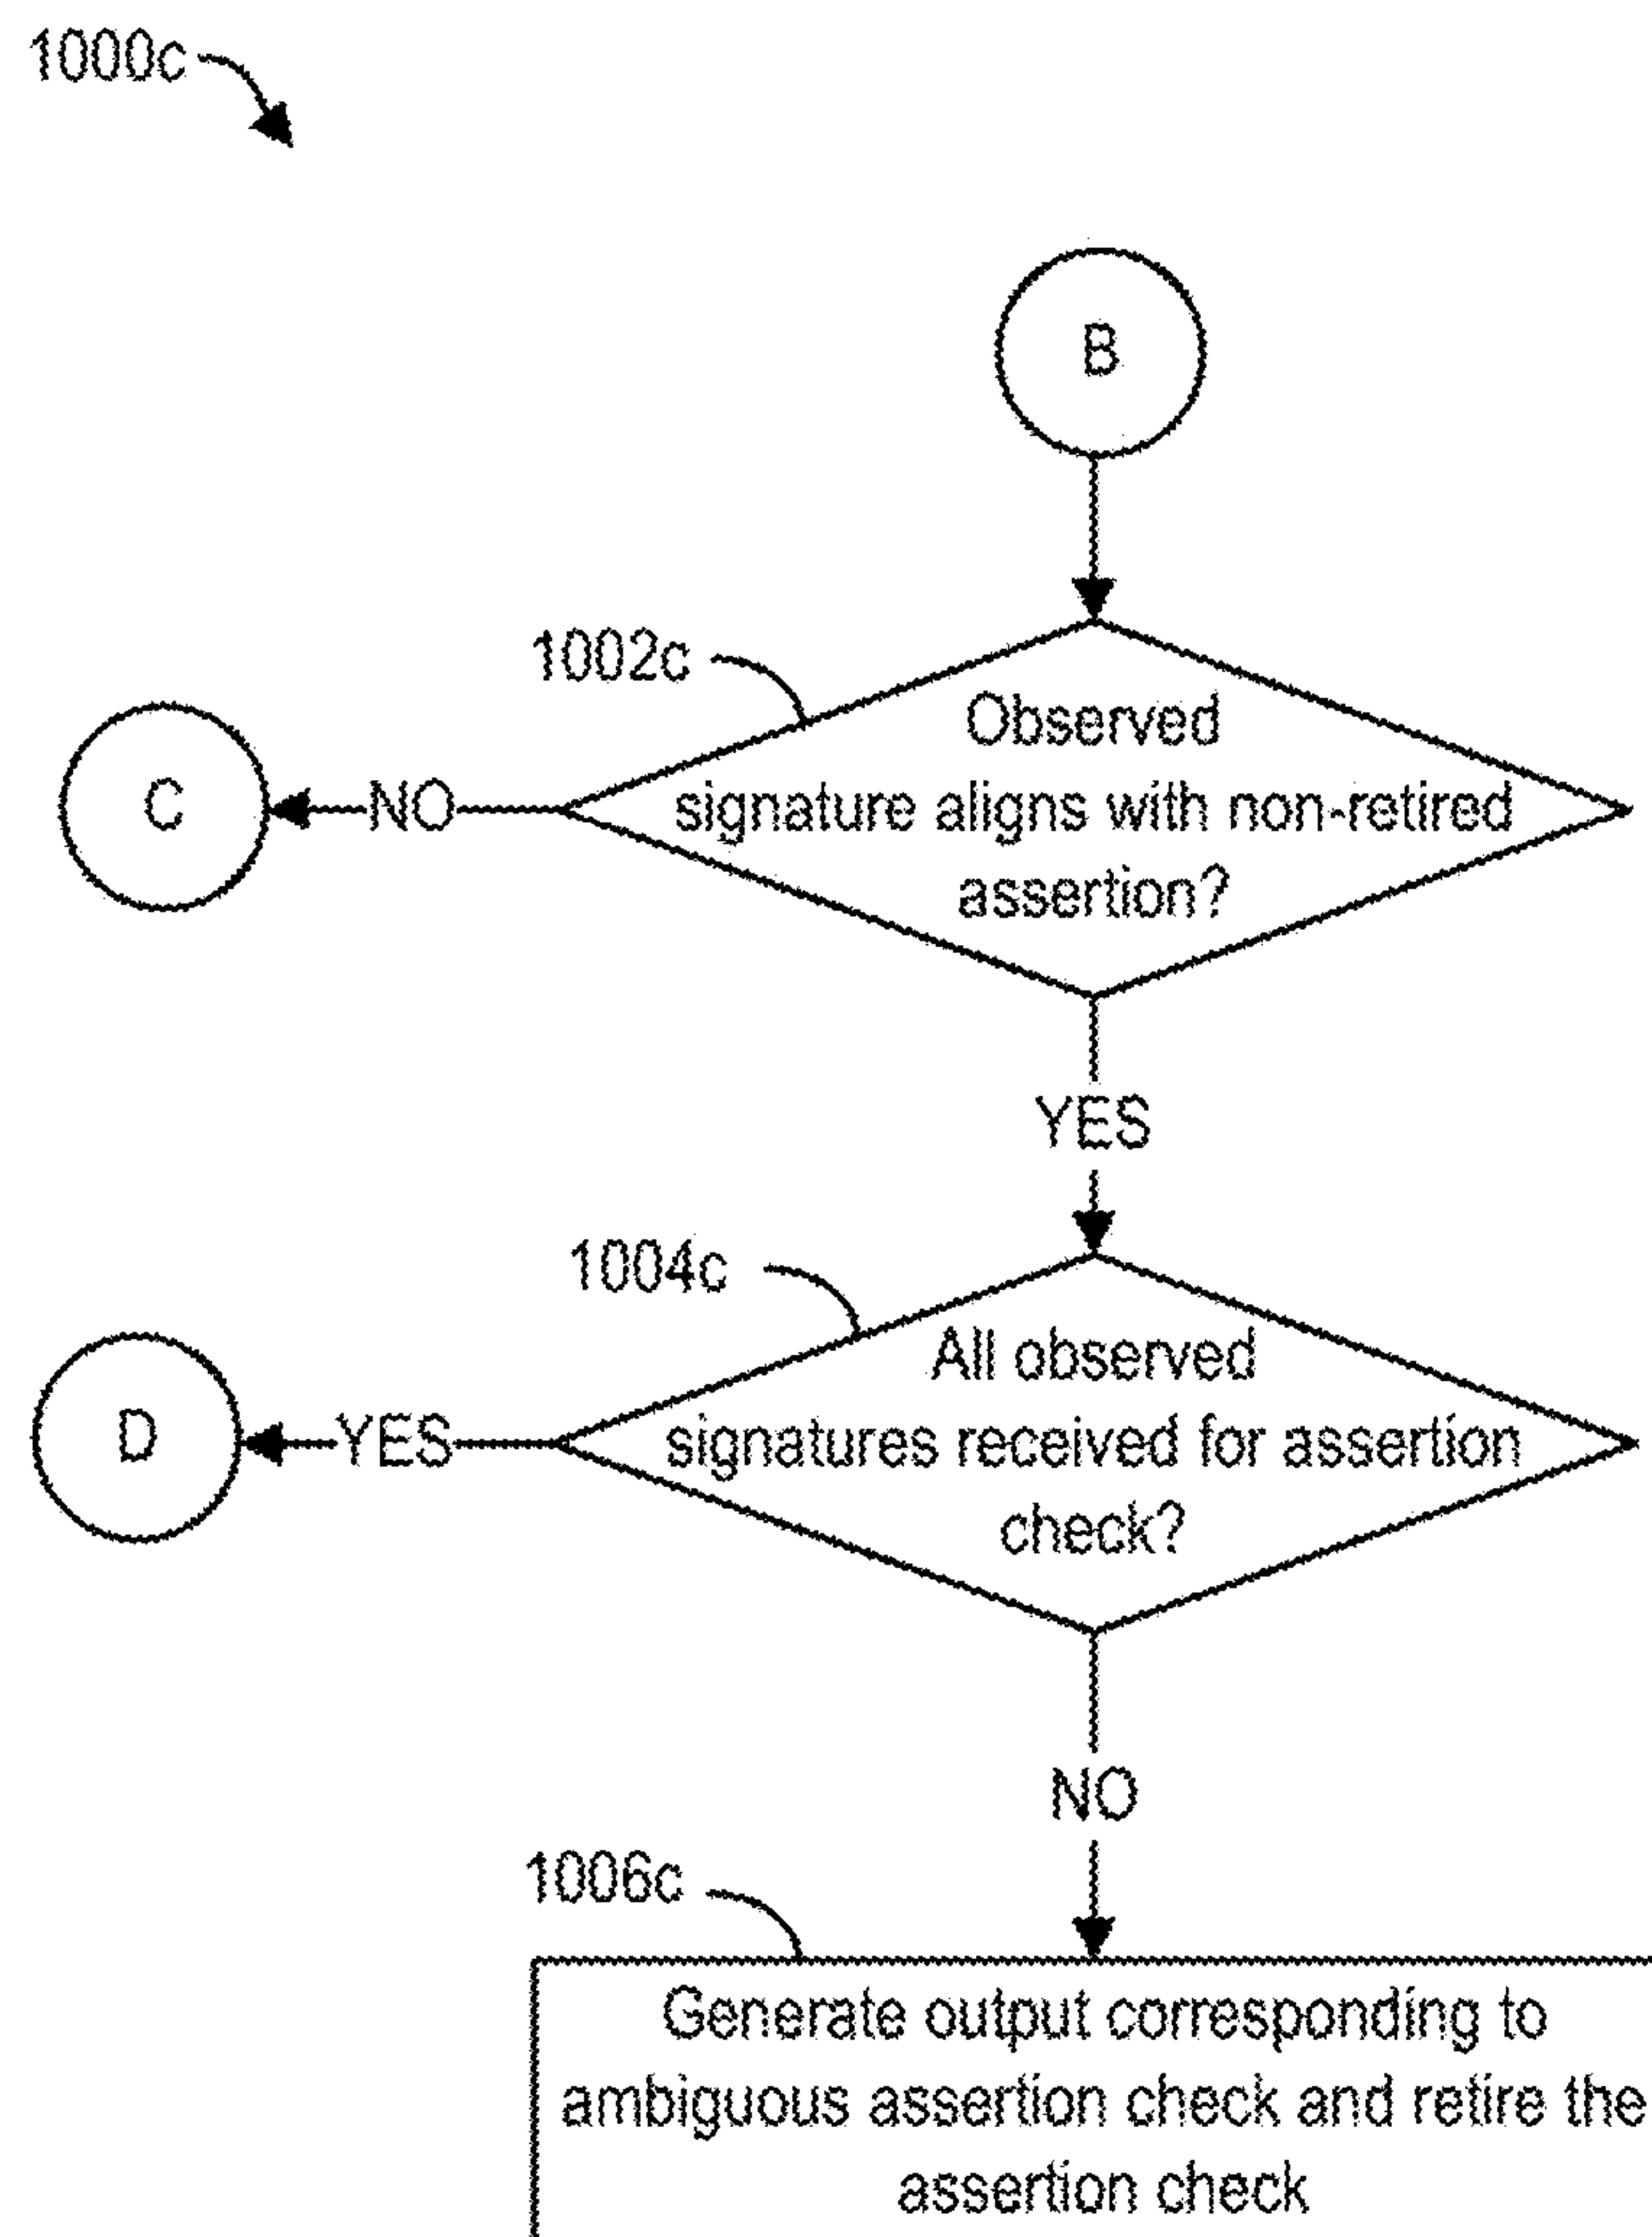 1000c
B
1002c
Observed
signature aligns with non-retired
assertion?
C
NO
YES
1004c
All observed
signatures received for assertion
check?
D
YES
NO
1006c
Generate output corresponding to
ambiguous assertion check and retire the
assertion check